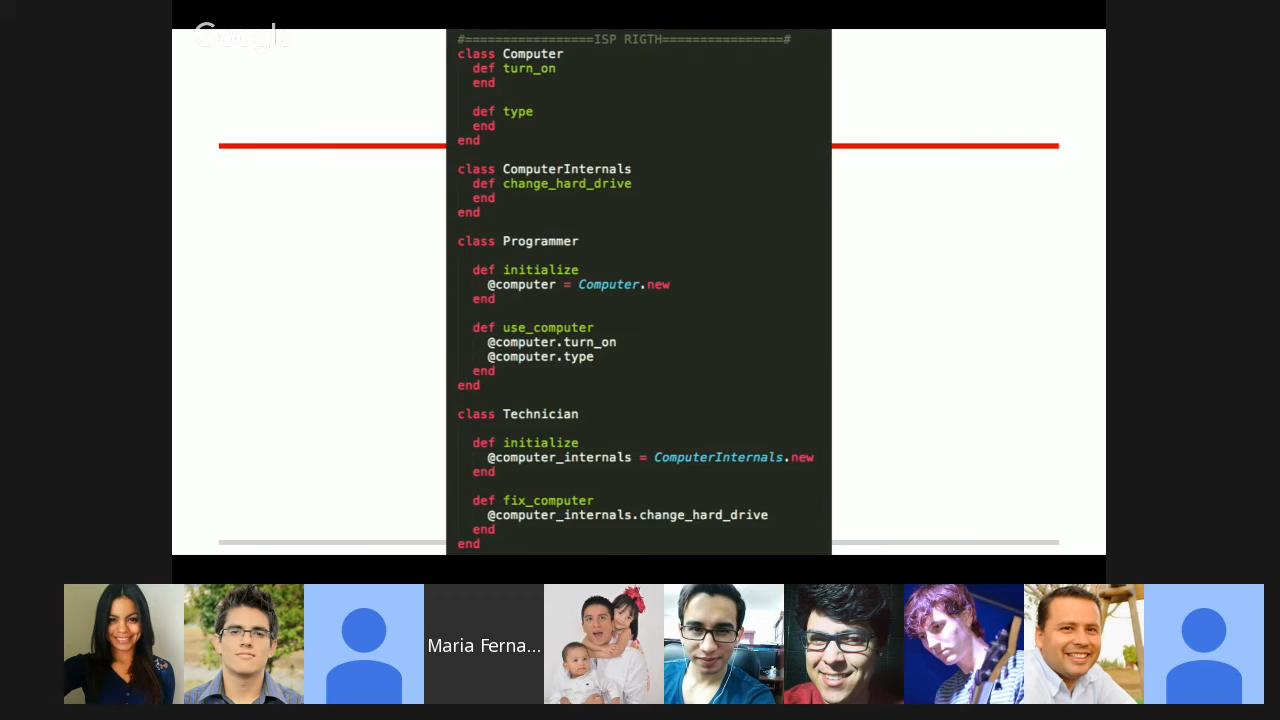 Google
#=================ISP RIGTH================#
class Computer
  def turn_on
  end

  def type
  end
end

class ComputerInternals
  def change_hard_drive
  end
end

class Programmer

  def initialize
    @computer = Computer.new
  end

  def use_computer
    @computer.turn_on
    @computer.type
  end
end

class Technician

  def initialize
    @computer_internals = ComputerInternals.new
  end

  def fix_computer
    @computer_internals.change_hard_drive
  end
end
Maria Ferna...